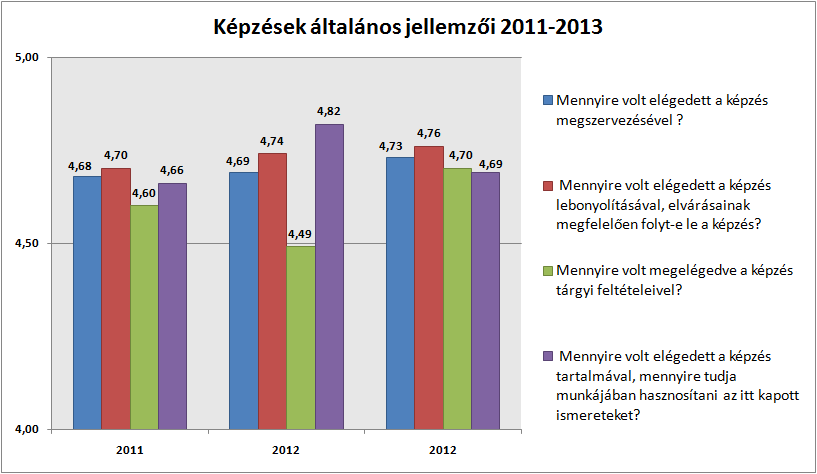 Képzések általános jellemzői 2011-2013
5,00
4,50
4,00
4,68
4,70
4,60
4,66
4,69
4,74
4,49
4,82
4,73
4,76
4,70
4,69
2011
2012
2012
Mennyire volt elégedett a képzés
megszervezésével ?
Mennyire volt elégedett a képzés
lebonyolításával, elvárásainak
megfelelően folyt-e le a képzés?
Mennyire volt megelégedve a képzés
tárgyi feltételeivel?
Mennyire volt elégedett a képzés
tartalmával, mennyire tudja
munkájában hasznosítani az itt kapott
ismereteket?